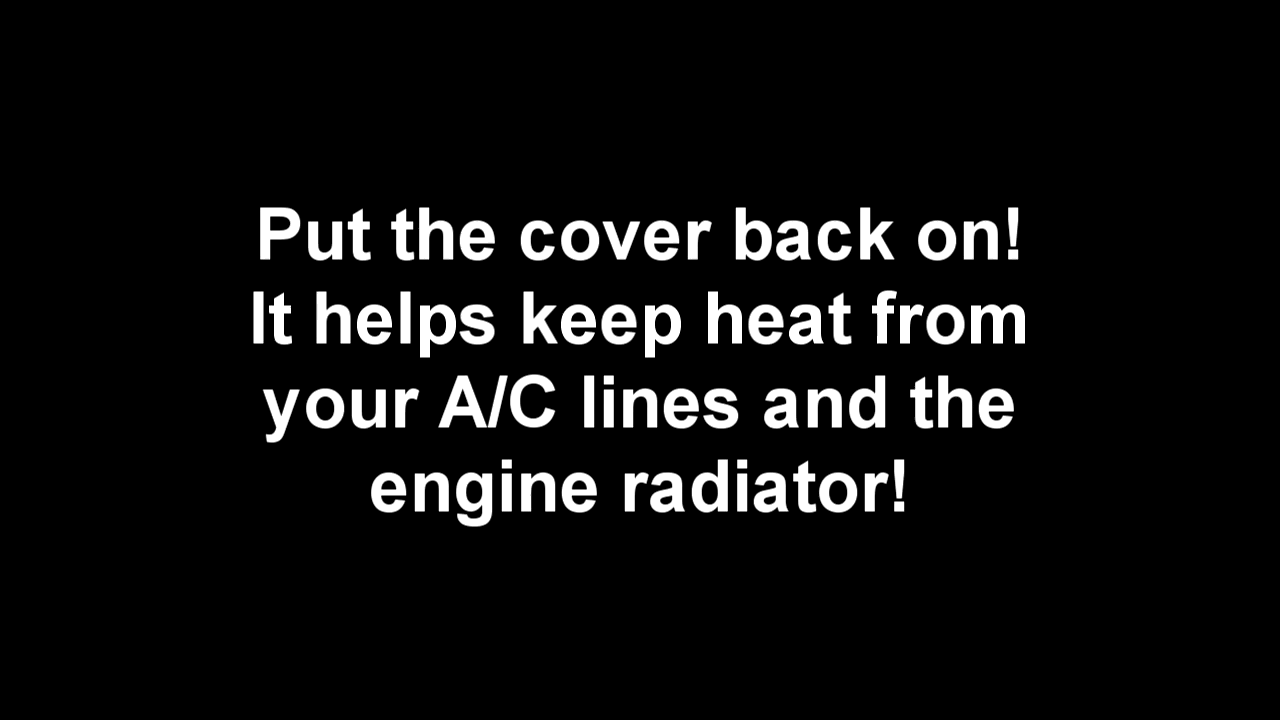 Put the cover back on!
It helps keep heat from
your A/C lines and the
engine radiator!